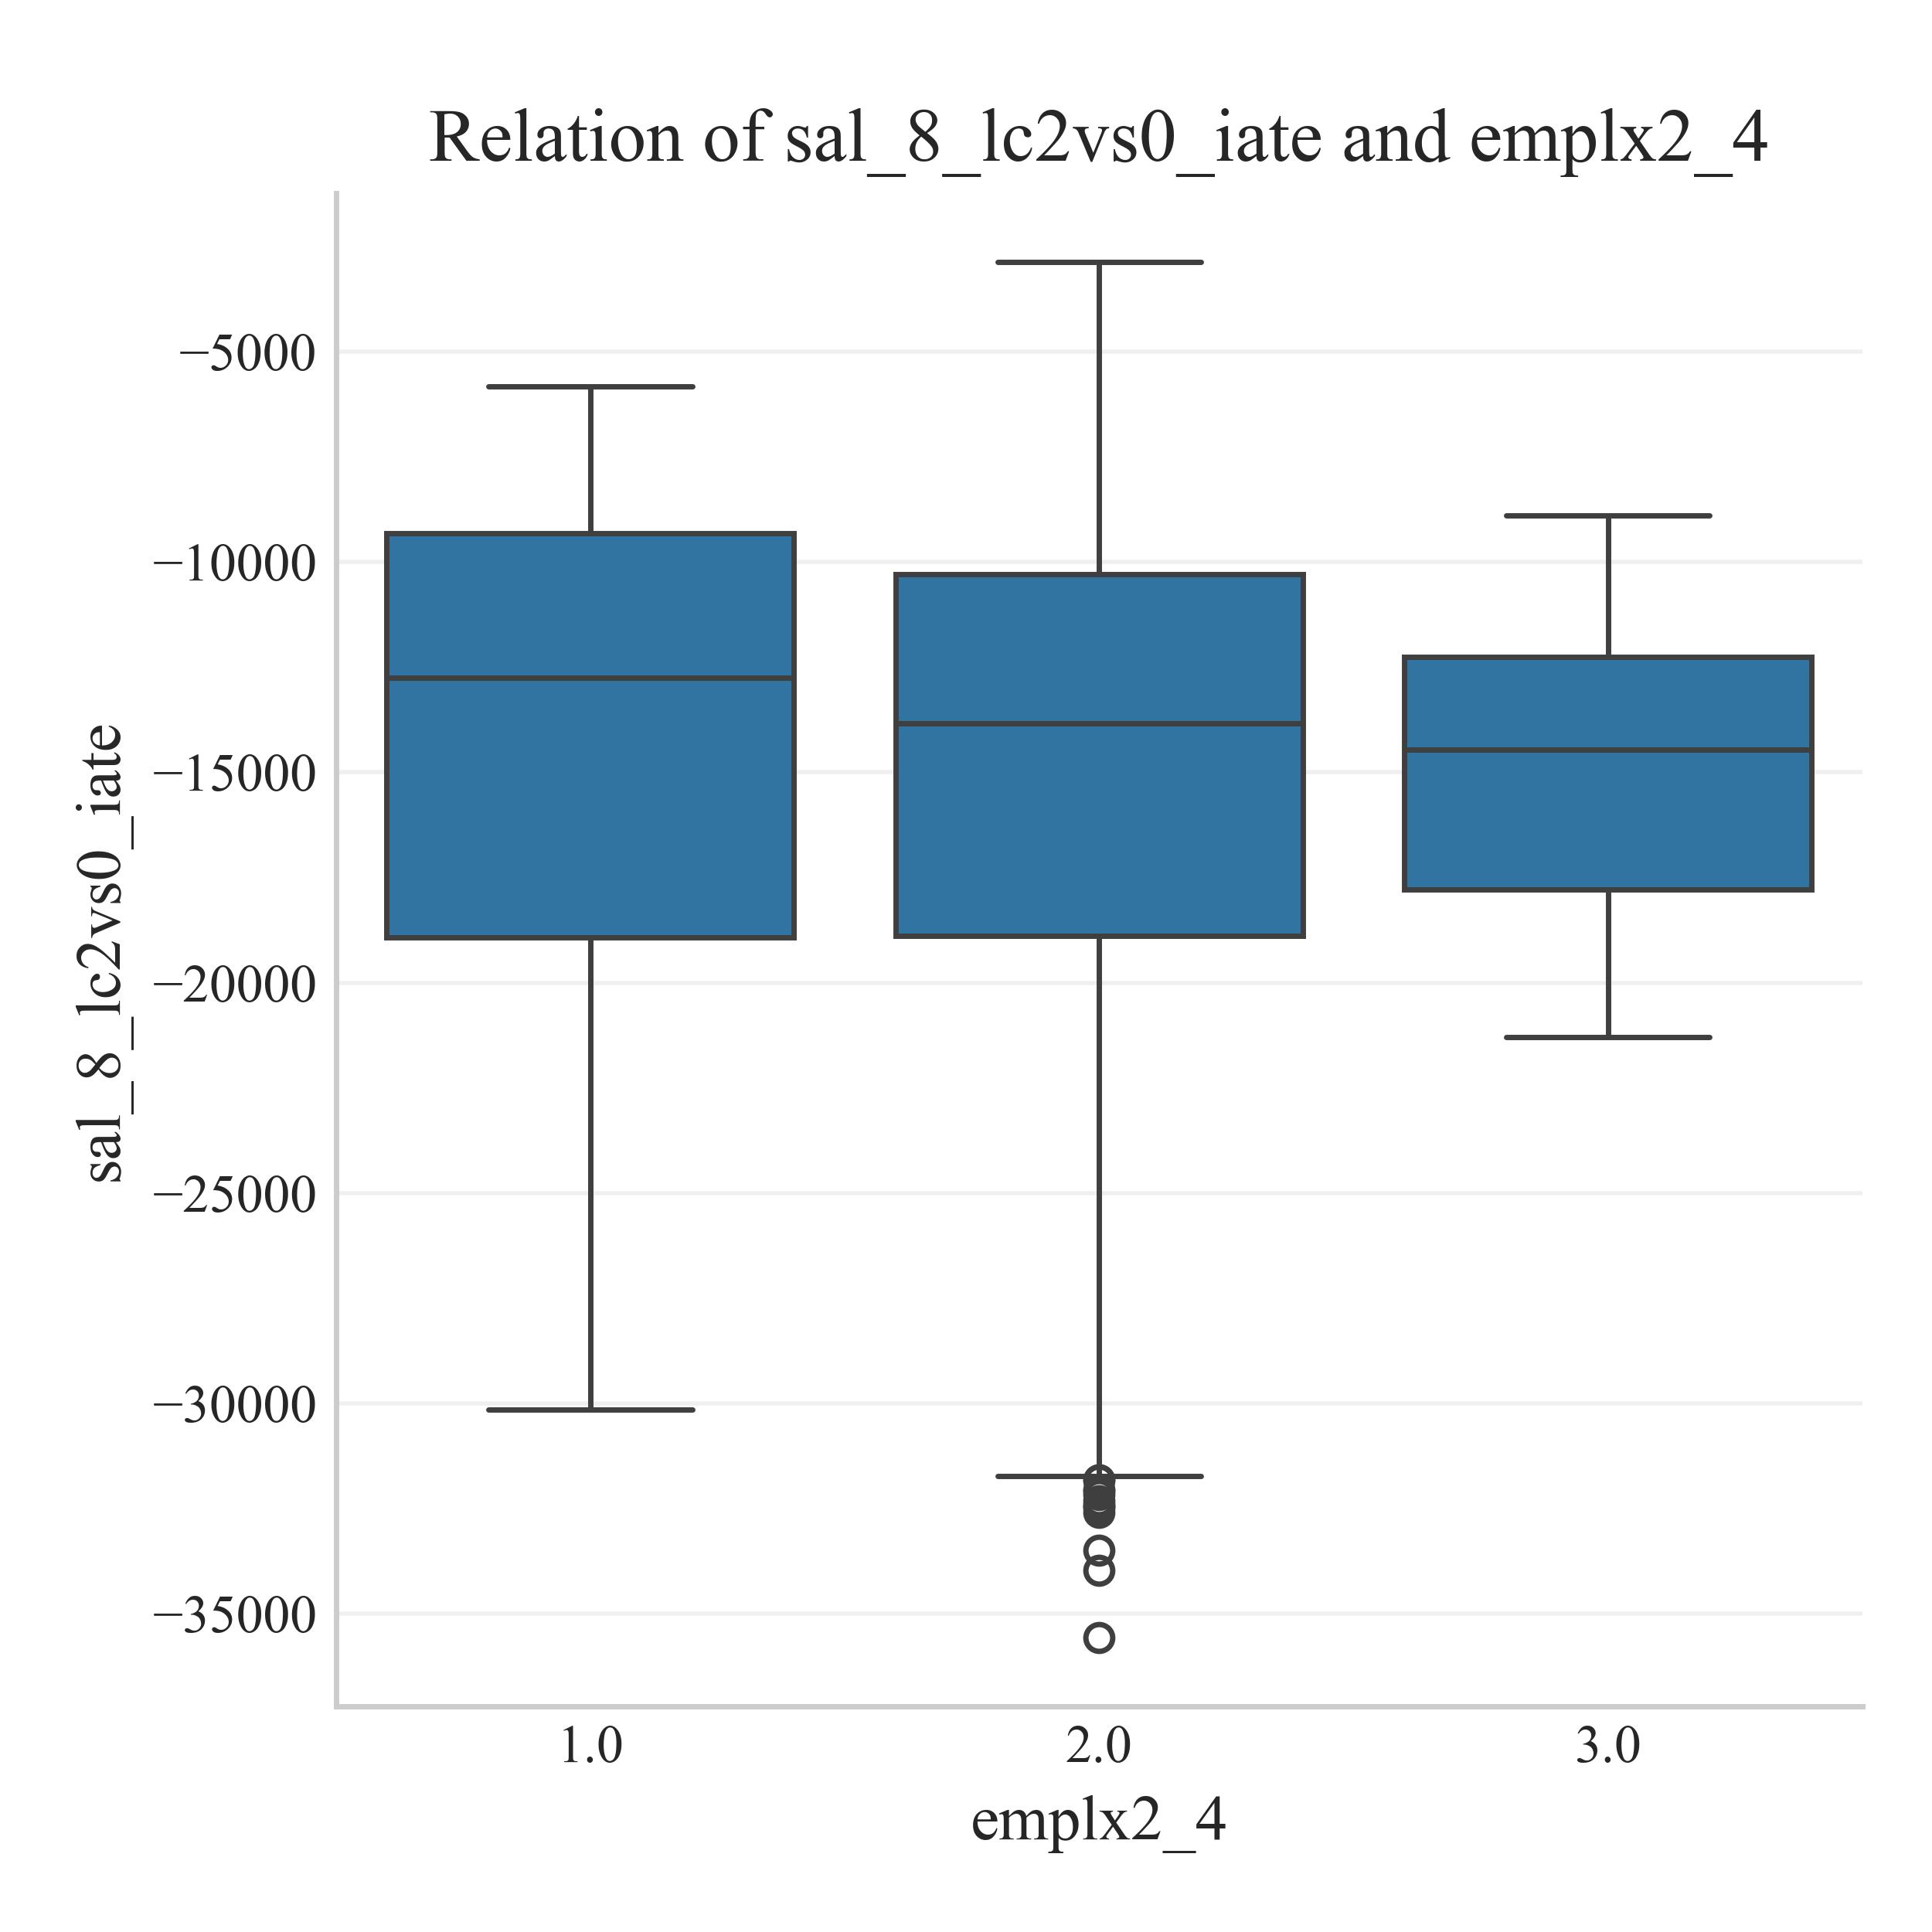 Relation of sal_8_lc2vs0_iate and emplx2_4
sal_8_lc2vs0_iate
−5000
−10000
−15000
−20000
−25000
−30000
−35000
1.0 2.0 3.0
emplx2_4